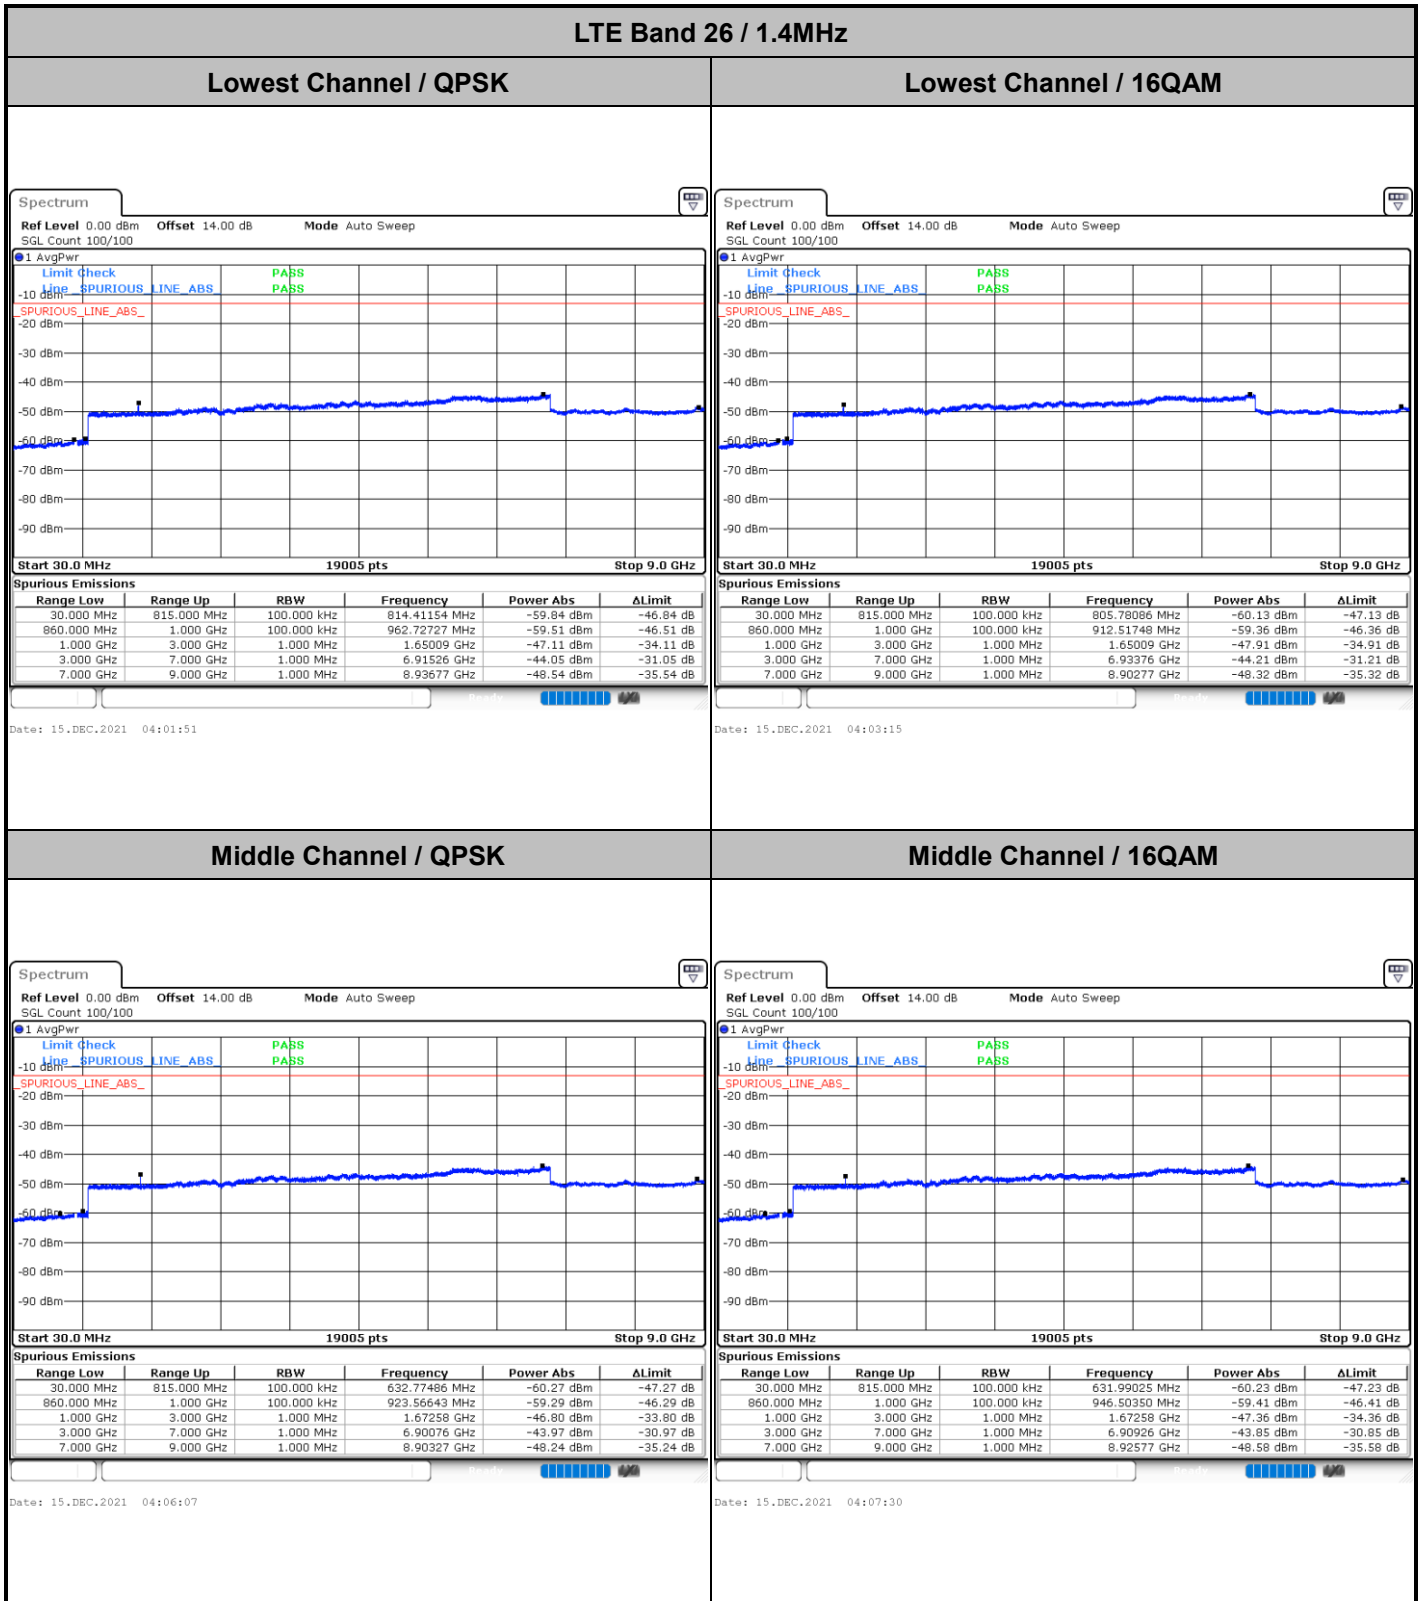 LTE Band 26 / 1.4MHz
Lowest Channel / QPSK
Lowest Channel / 16QAM
Spectrum
Ref Level 0.00 dBm Offset 14.00 dB Mode Auto Sweep
SGL Count 100/100
1 AvgPwr
Limit Check PASS
Line _SPURIOUS_LINE_ABS_ PASS
-10 dBm
_SPURIOUS_LINE_ABS_
-20 dBm
-30 dBm
-40 dBm
-50 dBm
-60 dBm
-70 dBm
-80 dBm
-90 dBm
Start 30.0 MHz 19005 pts Stop 9.0 GHz
Spurious Emissions
Range Low Range Up RBW Frequency Power Abs ΔLimit
30.000 MHz 815.000 MHz 100.000 kHz 814.41154 MHz -59.84 dBm -46.84 dB
860.000 MHz 1.000 GHz 100.000 kHz 962.72727 MHz -59.51 dBm -46.51 dB
1.000 GHz 3.000 GHz 1.000 MHz 1.65009 GHz -47.11 dBm -34.11 dB
3.000 GHz 7.000 GHz 1.000 MHz 6.91526 GHz -44.05 dBm -31.05 dB
7.000 GHz 9.000 GHz 1.000 MHz 8.93677 GHz -48.54 dBm -35.54 dB
Date: 15.DEC.2021 04:01:51
Spectrum
Ref Level 0.00 dBm Offset 14.00 dB Mode Auto Sweep
SGL Count 100/100
1 AvgPwr
Limit Check PASS
Line _SPURIOUS_LINE_ABS_ PASS
-10 dBm
_SPURIOUS_LINE_ABS_
-20 dBm
-30 dBm
-40 dBm
-50 dBm
-60 dBm
-70 dBm
-80 dBm
-90 dBm
Start 30.0 MHz 19005 pts Stop 9.0 GHz
Spurious Emissions
Range Low Range Up RBW Frequency Power Abs ΔLimit
30.000 MHz 815.000 MHz 100.000 kHz 805.78086 MHz -60.13 dBm -47.13 dB
860.000 MHz 1.000 GHz 100.000 kHz 912.51748 MHz -59.36 dBm -46.36 dB
1.000 GHz 3.000 GHz 1.000 MHz 1.65009 GHz -47.91 dBm -34.91 dB
3.000 GHz 7.000 GHz 1.000 MHz 6.93376 GHz -44.21 dBm -31.21 dB
7.000 GHz 9.000 GHz 1.000 MHz 8.90277 GHz -48.32 dBm -35.32 dB
Date: 15.DEC.2021 04:03:15
Middle Channel / QPSK
Middle Channel / 16QAM
Spectrum
Ref Level 0.00 dBm Offset 14.00 dB Mode Auto Sweep
SGL Count 100/100
1 AvgPwr
Limit Check PASS
Line _SPURIOUS_LINE_ABS_ PASS
-10 dBm
_SPURIOUS_LINE_ABS_
-20 dBm
-30 dBm
-40 dBm
-50 dBm
-60 dBm
-70 dBm
-80 dBm
-90 dBm
Start 30.0 MHz 19005 pts Stop 9.0 GHz
Spurious Emissions
Range Low Range Up RBW Frequency Power Abs ΔLimit
30.000 MHz 815.000 MHz 100.000 kHz 632.77486 MHz -60.27 dBm -47.27 dB
860.000 MHz 1.000 GHz 100.000 kHz 923.56643 MHz -59.29 dBm -46.29 dB
1.000 GHz 3.000 GHz 1.000 MHz 1.67258 GHz -46.80 dBm -33.80 dB
3.000 GHz 7.000 GHz 1.000 MHz 6.90076 GHz -43.97 dBm -30.97 dB
7.000 GHz 9.000 GHz 1.000 MHz 8.90327 GHz -48.24 dBm -35.24 dB
Date: 15.DEC.2021 04:06:07
Spectrum
Ref Level 0.00 dBm Offset 14.00 dB Mode Auto Sweep
SGL Count 100/100
1 AvgPwr
Limit Check PASS
Line _SPURIOUS_LINE_ABS_ PASS
-10 dBm
_SPURIOUS_LINE_ABS_
-20 dBm
-30 dBm
-40 dBm
-50 dBm
-60 dBm
-70 dBm
-80 dBm
-90 dBm
Start 30.0 MHz 19005 pts Stop 9.0 GHz
Spurious Emissions
Range Low Range Up RBW Frequency Power Abs ΔLimit
30.000 MHz 815.000 MHz 100.000 kHz 631.99025 MHz -60.23 dBm -47.23 dB
860.000 MHz 1.000 GHz 100.000 kHz 946.50350 MHz -59.41 dBm -46.41 dB
1.000 GHz 3.000 GHz 1.000 MHz 1.67258 GHz -47.36 dBm -34.36 dB
3.000 GHz 7.000 GHz 1.000 MHz 6.90926 GHz -43.85 dBm -30.85 dB
7.000 GHz 9.000 GHz 1.000 MHz 8.92577 GHz -48.58 dBm -35.58 dB
Date: 15.DEC.2021 04:07:30